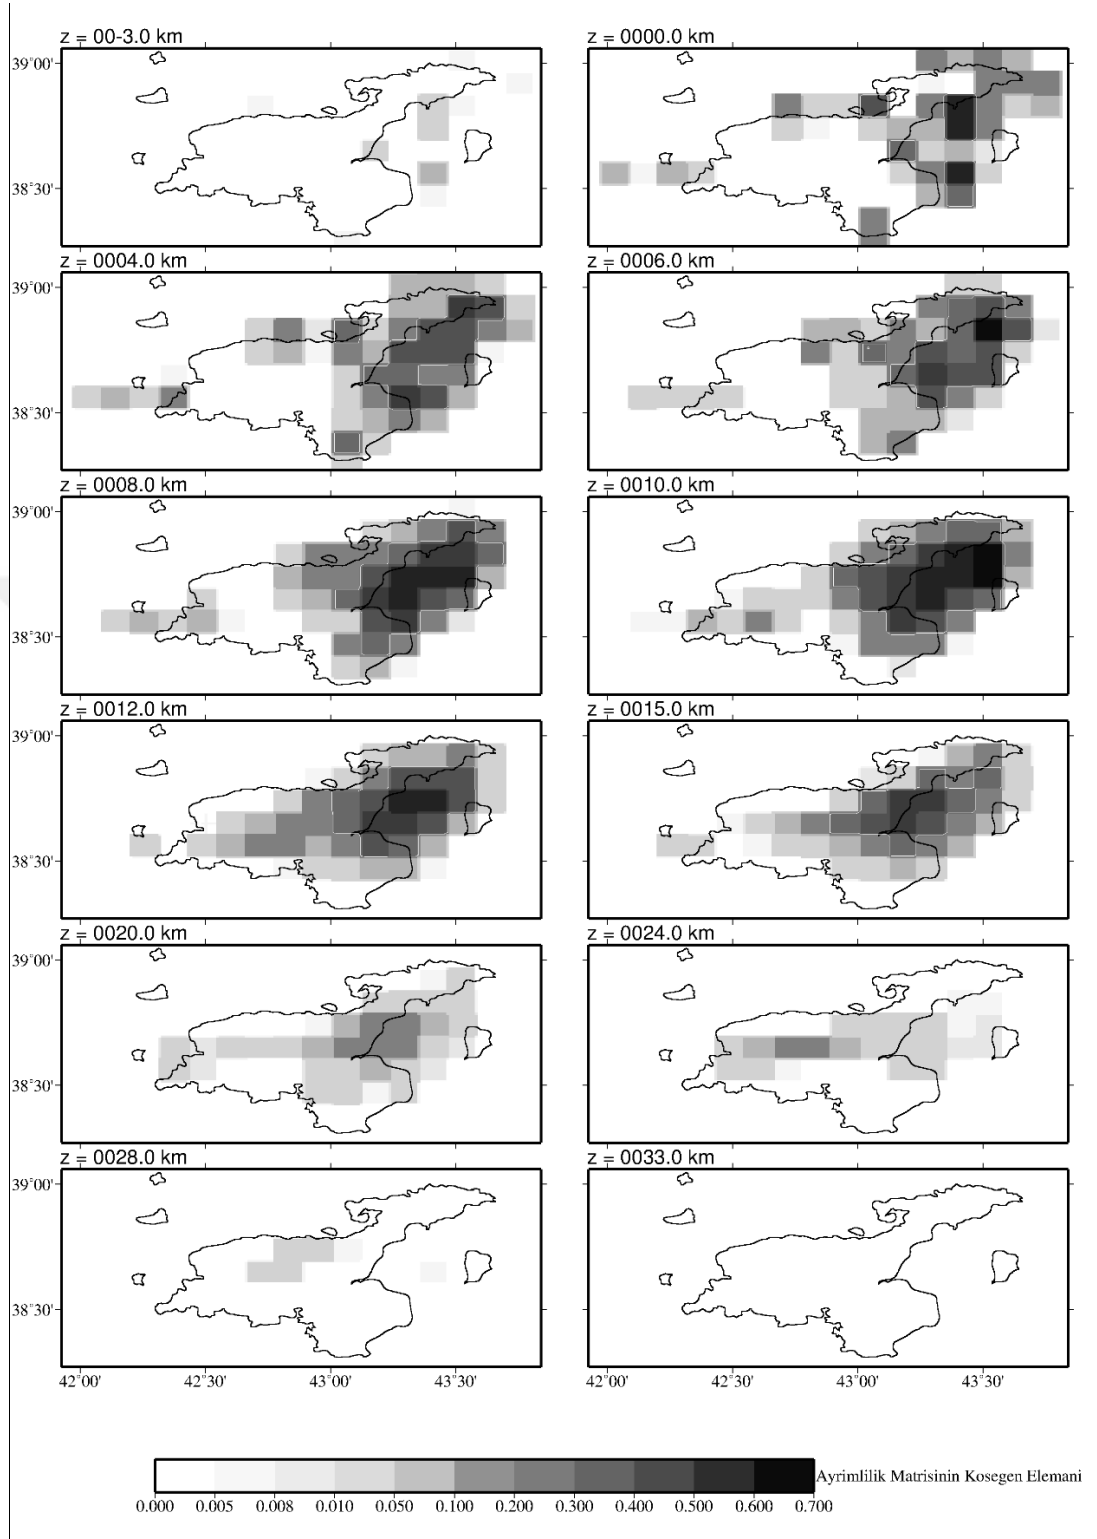 z = 00-3.0 km
z = 0000.0 km
39°00'
38°30'
z = 0004.0 km
z = 0006.0 km
39°00'
38°30'
z = 0008.0 km
z = 0010.0 km
39°00'
38°30'
z = 0012.0 km
z = 0015.0 km
39°00'
38°30'
z = 0020.0 km
z = 0024.0 km
39°00'
38°30'
z = 0028.0 km
z = 0033.0 km
39°00'
38°30'
42°00' 42°30' 43°00' 43°30' 42°00' 42°30' 43°00' 43°30'
Ayrimlilik Matrisinin Kosegen Elemani
0.000 0.005 0.008 0.010 0.050 0.100 0.200 0.300 0.400 0.500 0.600 0.700